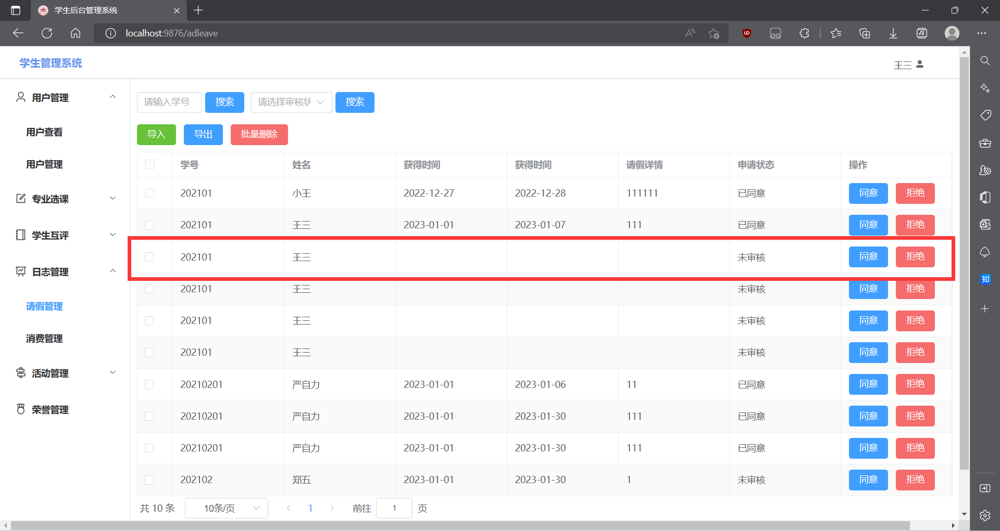 学生后台管理系统
localhost:9876/adleave
学生管理系统
王三
用户管理
用户查看
用户管理
专业选课
学生互评
日志管理
请假管理
消费管理
活动管理
荣誉管理
请输入学号 搜索 请选择审核状 搜索
导入 导出 批量删除
学号 姓名 获得时间 获得时间 请假详情 申请状态 操作
202101 小王 2022-12-27 2022-12-28 111111 已同意 同意 拒绝
202101 王三 2023-01-01 2023-01-07 111 已同意 同意 拒绝
202101 王三 未审核 同意 拒绝
202101 王三 未审核 同意 拒绝
202101 王三 未审核 同意 拒绝
202101 王三 未审核 同意 拒绝
20210201 严自力 2023-01-01 2023-01-06 11 已同意 同意 拒绝
20210201 严自力 2023-01-01 2023-01-30 111 已同意 同意 拒绝
20210201 严自力 2023-01-01 2023-01-30 111 已同意 同意 拒绝
202102 郑五 2023-01-01 2023-01-30 1 未审核 同意 拒绝
共 10 条 10条/页 1 前往 1 页
知